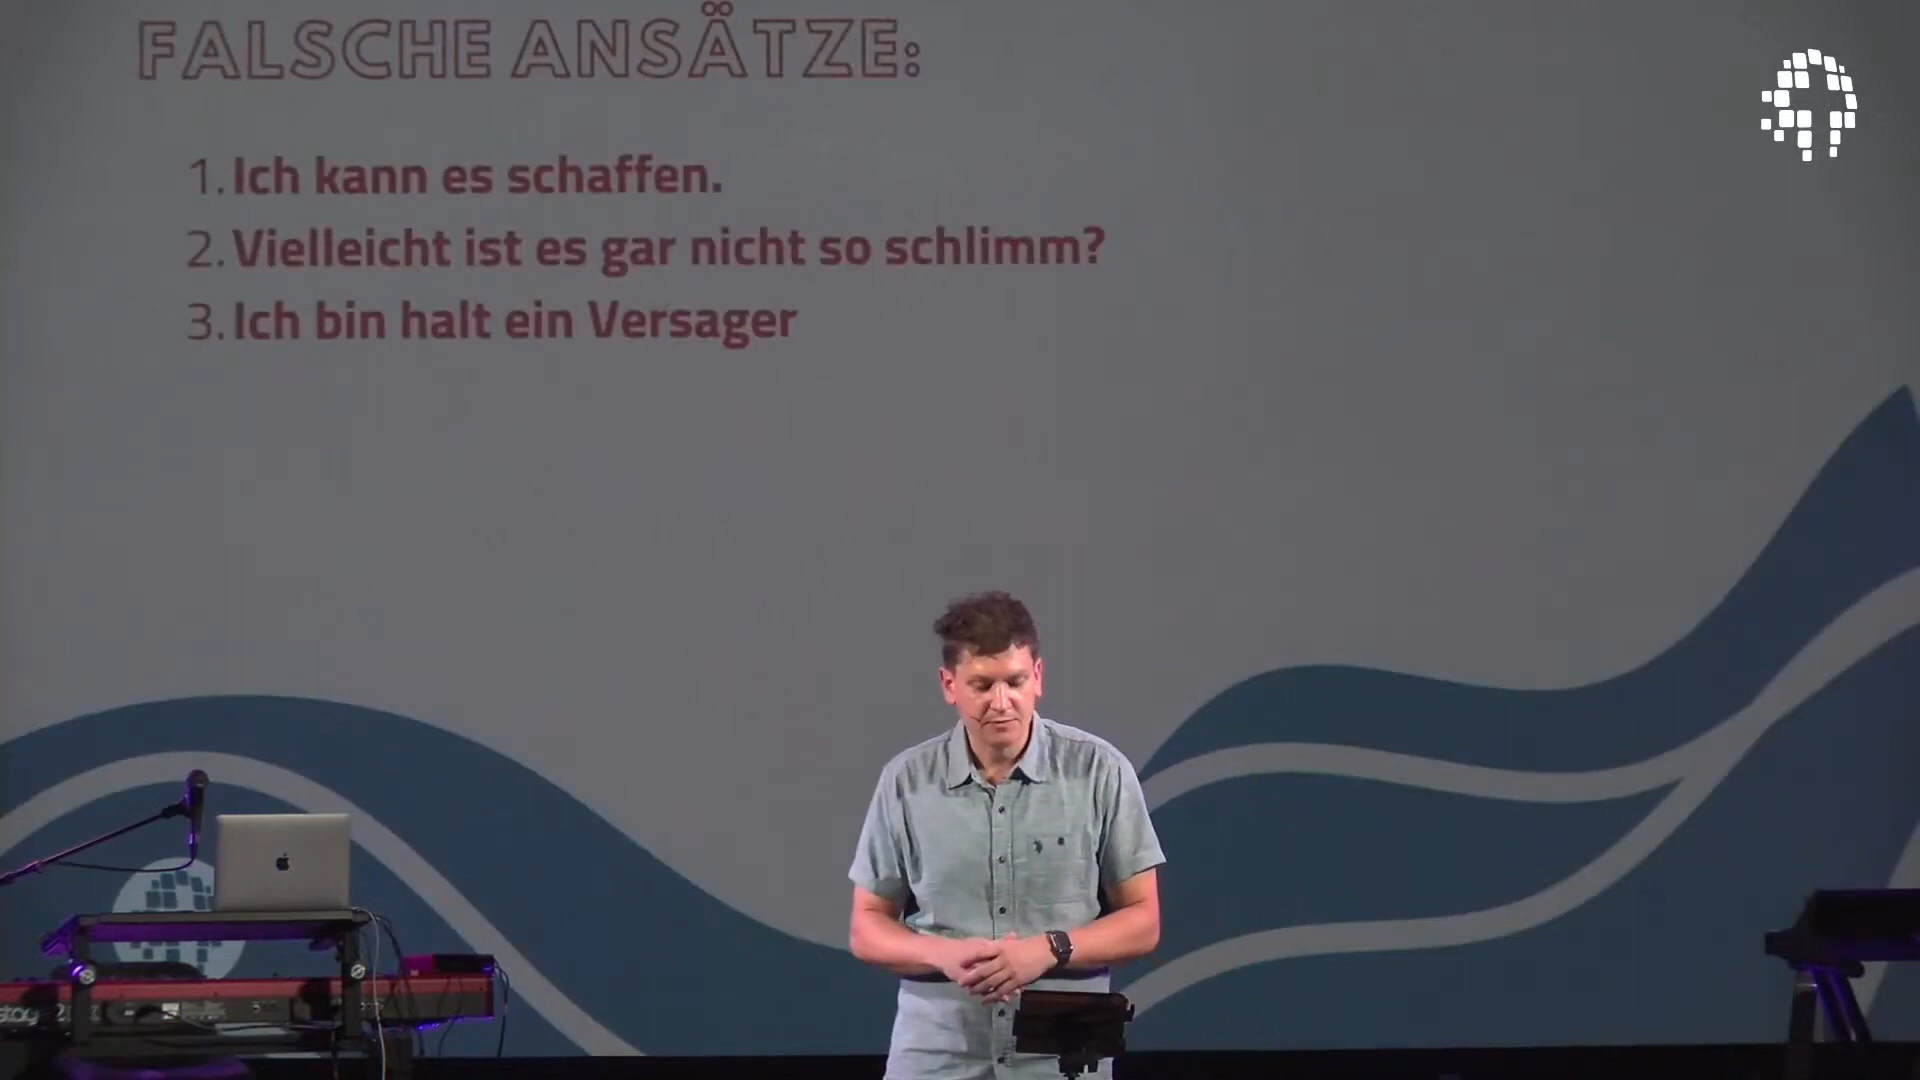 FALSCHE ANSÄTZE:
1. Ich kann es schaffen.
2. Vielleicht ist es gar nicht so schlimm?
3. Ich bin halt ein Versager